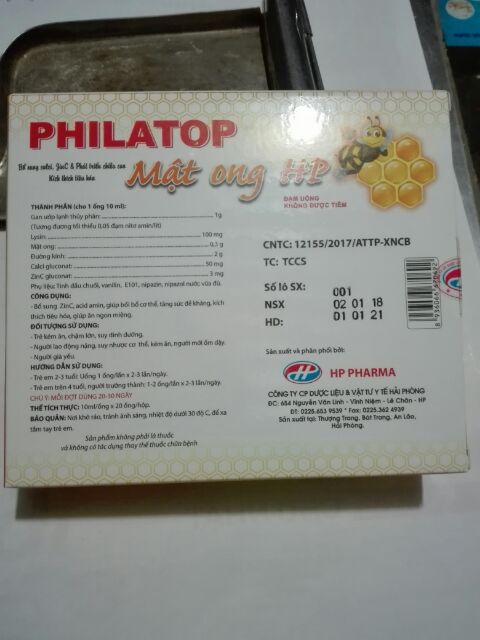 PHILATOP
Bổ sung canxi, ZinC & Phát triển chiều cao
Kích thích tiêu hóa
Mật ong HP
ĐẠM UỐNG
KHÔNG ĐƯỢC TIÊM
THÀNH PHẦN (cho 1 ống 10 ml):
Gan ướp lạnh thủy phân: 1g
(Tương đương tối thiểu 0,05 đạm nitơ amin/lít)
Lysin: 100 mg
Mật ong: 0,5 g
Đường kính: 2 g
Calci gluconat: 50 mg
ZinC gluconat: 3 mg
Phụ liệu: Tinh dầu chuối, vanilin, E101, nipazin, nipazol nước vừa đủ.
CÔNG DỤNG:
- Bổ sung ZinC, acid amin, giúp bồi bổ cơ thể, tăng sức đề kháng, kích
thích tiêu hóa, giúp ăn ngon miệng.
ĐỐI TƯỢNG SỬ DỤNG:
- Trẻ kém ăn, chậm lớn, suy dinh dưỡng.
- Người lao động nặng, suy nhược cơ thể, kém ăn, người mới ốm dậy.
- Người già yếu.
HƯỚNG DẪN SỬ DỤNG:
- Trẻ em 2-3 tuổi: Uống 1 ống/lần x 2-3 lần/ngày.
- Trẻ em trên 4 tuổi, người trưởng thành: 1-2 ống/lần x 2-3 lần/ngày.
CHÚ Ý: MỖI ĐỢT DÙNG 20-30 NGÀY
THỂ TÍCH THỰC: 10ml/ống x 20 ống/hộp.
BẢO QUẢN: Nơi khô ráo, tránh ánh sáng, nhiệt độ dưới 30 độ C, để xa
tầm tay trẻ em.
Sản phẩm không phải là thuốc
và không có tác dụng thay thế thuốc chữa bệnh
CNTC: 12155/2017/ATTP-XNCB
TC: TCCS
Số lô SX: 001
NSX 02 01 18
HD: 01 01 21
Sản xuất và phân phối bởi:
HP HP PHARMA
CÔNG TY CP DƯỢC LIỆU & VẬT TƯ Y TẾ HẢI PHÒNG
ĐC: 654 Nguyễn Văn Linh - Vĩnh Niệm - Lê Chân - HP
ĐT: 0225.653 9539 * Fax: 0225.362 4939
Sản xuất tại: Thượng Trang, Bát Trang, An Lão,
Hải Phòng.